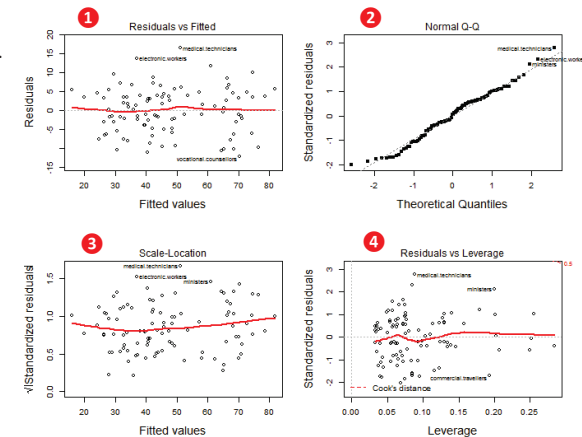 1
Residuals vs Fitted
Residuals
-15
-5
0
5
10
15
20
medical.technicians
electronic.workers
vocational.counsellors
20
30
40
50
60
70
80
Fitted values
2
Normal Q-Q
Standardized residuals
-2
-1
0
1
2
3
medical.technicians
electronic.worke
ministers
-2
-1
0
1
2
Theoretical Quantiles
3
Scale-Location
√|Standardized residuals|
0.0
0.5
1.0
1.5
medical.technicians
electronic.workers
ministers
20
30
40
50
60
70
80
Fitted values
4
Residuals vs Leverage
Standardized residuals
-2
-1
0
1
2
3
0.5
medical.technicians
ministers
commercial.travellers
Cook's distance
0.00
0.05
0.10
0.15
0.20
0.25
Leverage